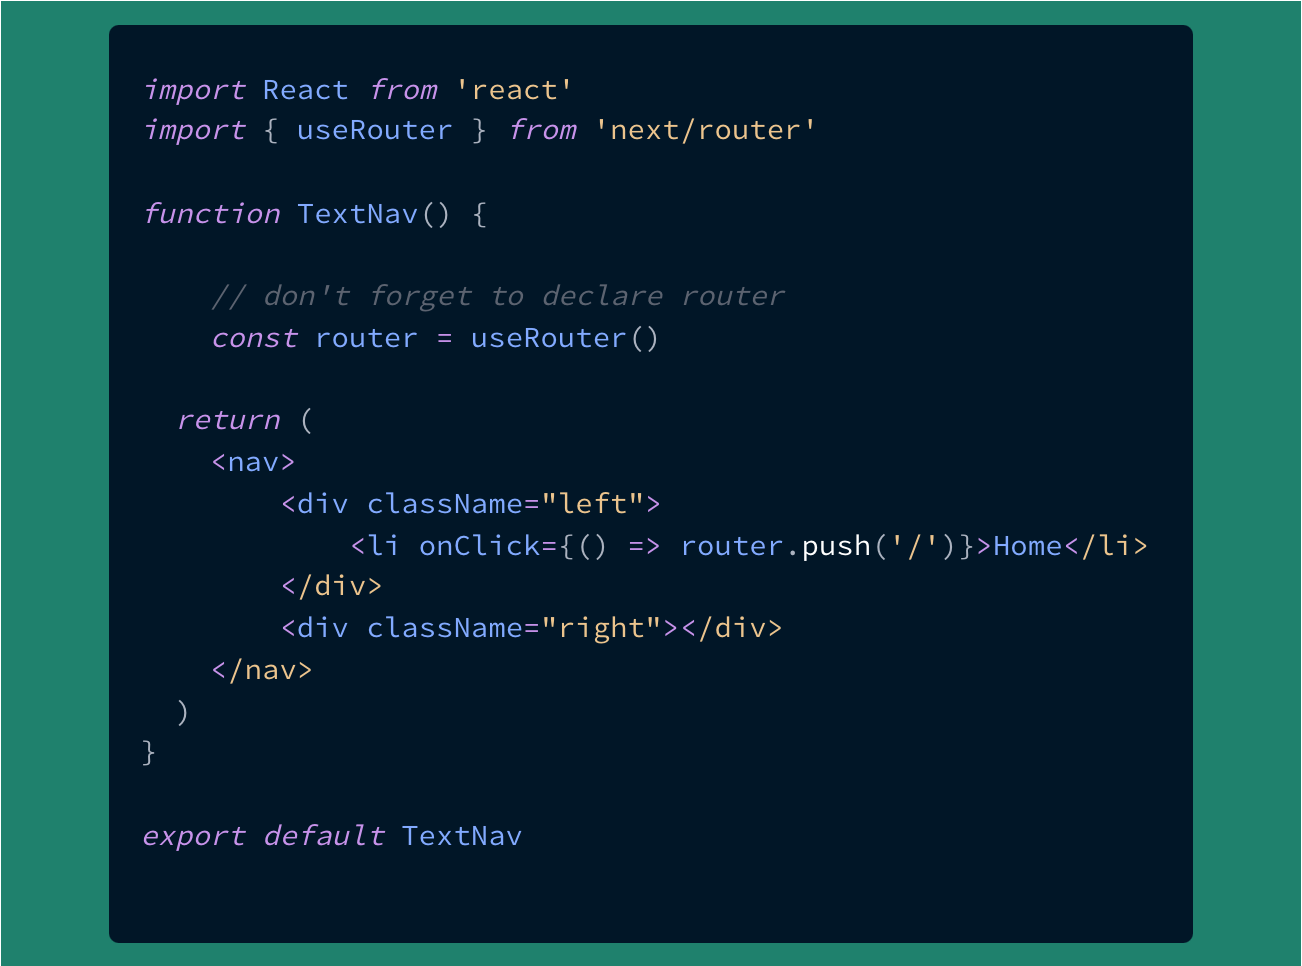 import React from 'react'
import { useRouter } from 'next/router'

function TextNav() {

    // don't forget to declare router
    const router = useRouter()

  return (
    <nav>
        <div className="left">
            <li onClick={() => router.push('/')}>Home</li>
        </div>
        <div className="right"></div>
    </nav>
  )
}

export default TextNav